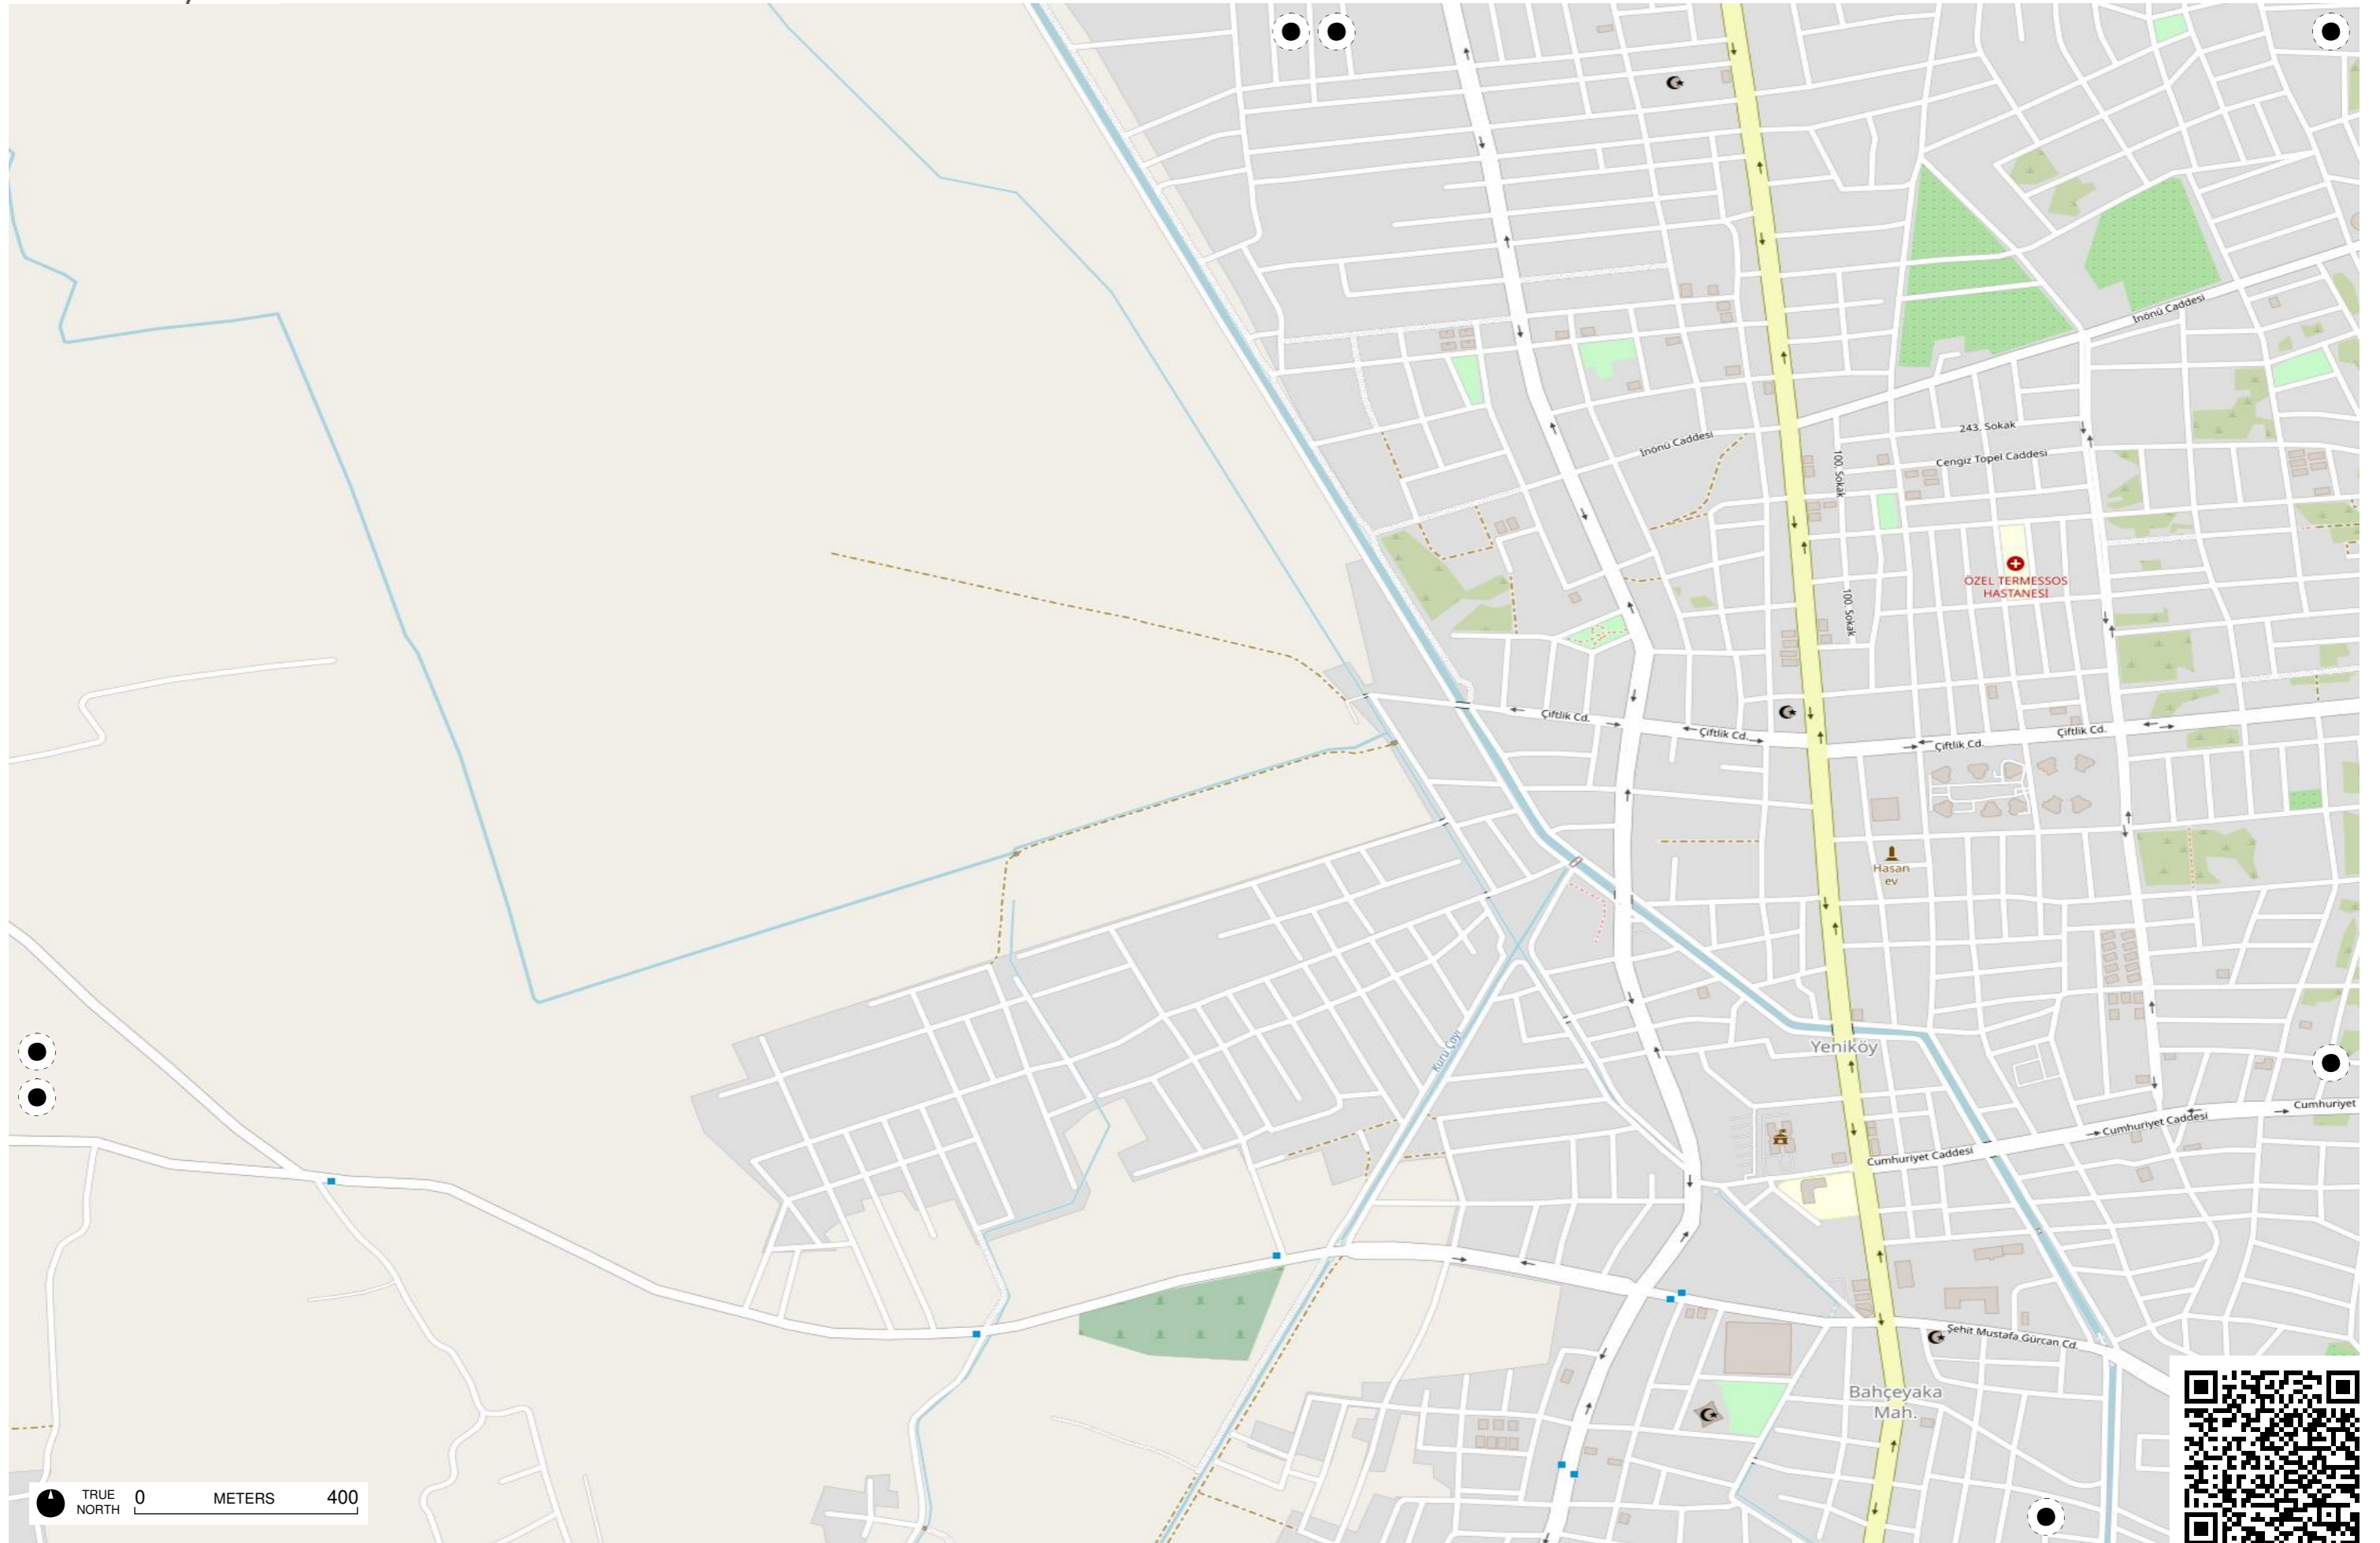 İnönü Caddesi
243. Sokak
İnönü Caddesi
Cengiz Topel Caddesi
100. Sokak
ÖZEL TERMESSOS
HASTANESİ
100. Sokak
Çiftlik Cd.
Çiftlik Cd.
Çiftlik Cd.
Çiftlik Cd.
Hasan
ev
Kuru Çayı
Yeniköy
Cumhuriyet
Cumhuriyet Caddesi
Cumhuriyet Caddesi
Şehit Mustafa Gürcan Cd.
Bahçeyaka
Mah.
TRUE
NORTH
0 METERS 400